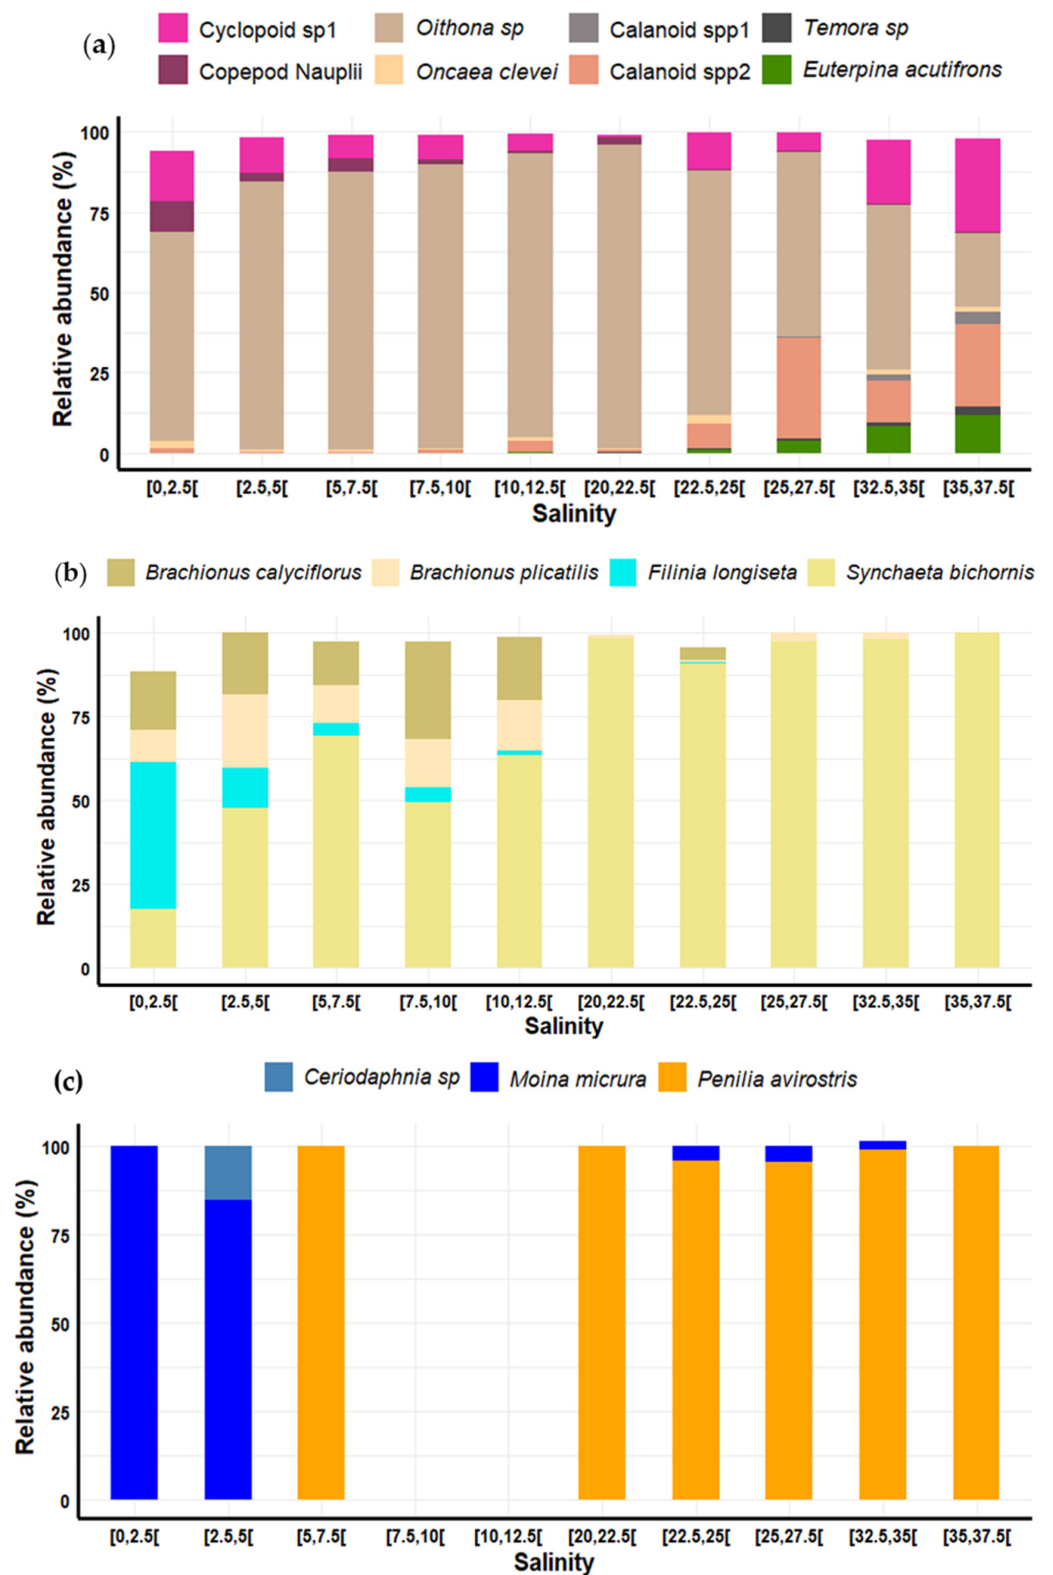 (a)
Cyclopoid sp1 Oithona sp Calanoid spp1 Temora sp
Copepod Nauplii Oncaea clevei Calanoid spp2 Euterpina acutifrons
Relative abundance (%)
100
75
50
25
0
[0,2.5[ [2.5,5[ [5,7.5[ [7.5,10[ [10,12.5[ [20,22.5[ [22.5,25[ [25,27.5[ [32.5,35[ [35,37.5[
Salinity
(b) Brachionus calyciflorus Brachionus plicatilis Filinia longiseta Synchaeta bichornis
Relative abundance (%)
100
75
50
25
0
[0,2.5[ [2.5,5[ [5,7.5[ [7.5,10[ [10,12.5[ [20,22.5[ [22.5,25[ [25,27.5[ [32.5,35[ [35,37.5[
Salinity
(c) Ceriodaphnia sp Moina micrura Penilia avirostris
Relative abundance (%)
100
75
50
25
0
[0,2.5[ [2.5,5[ [5,7.5[ [7.5,10[ [10,12.5[ [20,22.5[ [22.5,25[ [25,27.5[ [32.5,35[ [35,37.5[
Salinity